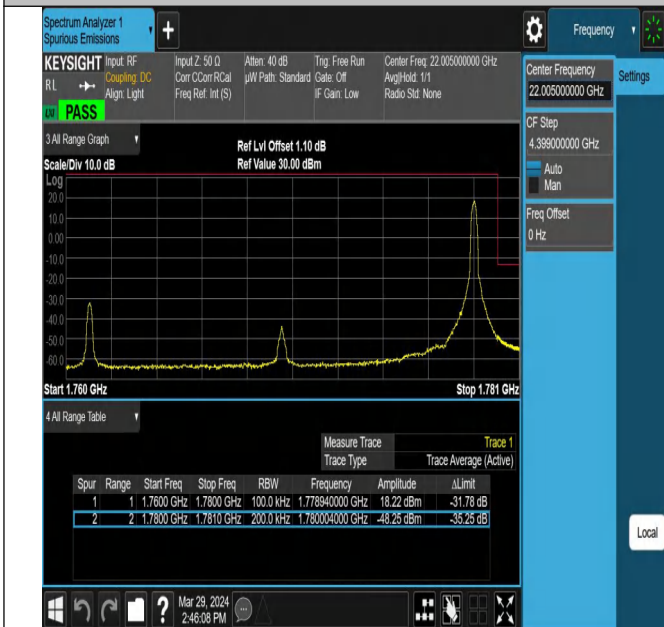 Spectrum Analyzer 1
Spurious Emissions
Frequency
KEYSIGHT
RL
PASS
Input: RF
Coupling: DC
Align: Light
Input Z: 50 Ω
Corr CCorr RCal
Freq Ref: Int (S)
Atten: 40 dB
µW Path: Standard
Trig: Free Run
Gate: Off
IF Gain: Low
Center Freq: 22.005000000 GHz
Avg|Hold: 1/1
Radio Std: None
Center Frequency
22.005000000 GHz
Settings
CF Step
4.399000000 GHz
Auto
Man
Freq Offset
0 Hz
3 All Range Graph
Scale/Div 10.0 dB
Ref Lvl Offset 1.10 dB
Ref Value 30.00 dBm
Log
20.0
10.0
0.00
-10.0
-20.0
-30.0
-40.0
-50.0
-60.0
Start 1.760 GHz
Stop 1.781 GHz
4 All Range Table
Measure Trace Trace 1
Trace Type Trace Average (Active)
Spur Range Start Freq Stop Freq RBW Frequency Amplitude ΔLimit
1 1 1.7600 GHz 1.7800 GHz 100.0 kHz 1.778940000 GHz 18.22 dBm -31.78 dB
2 2 1.7800 GHz 1.7810 GHz 200.0 kHz 1.780004000 GHz -48.25 dBm -35.25 dB
Local
Mar 29, 2024
2:46:08 PM